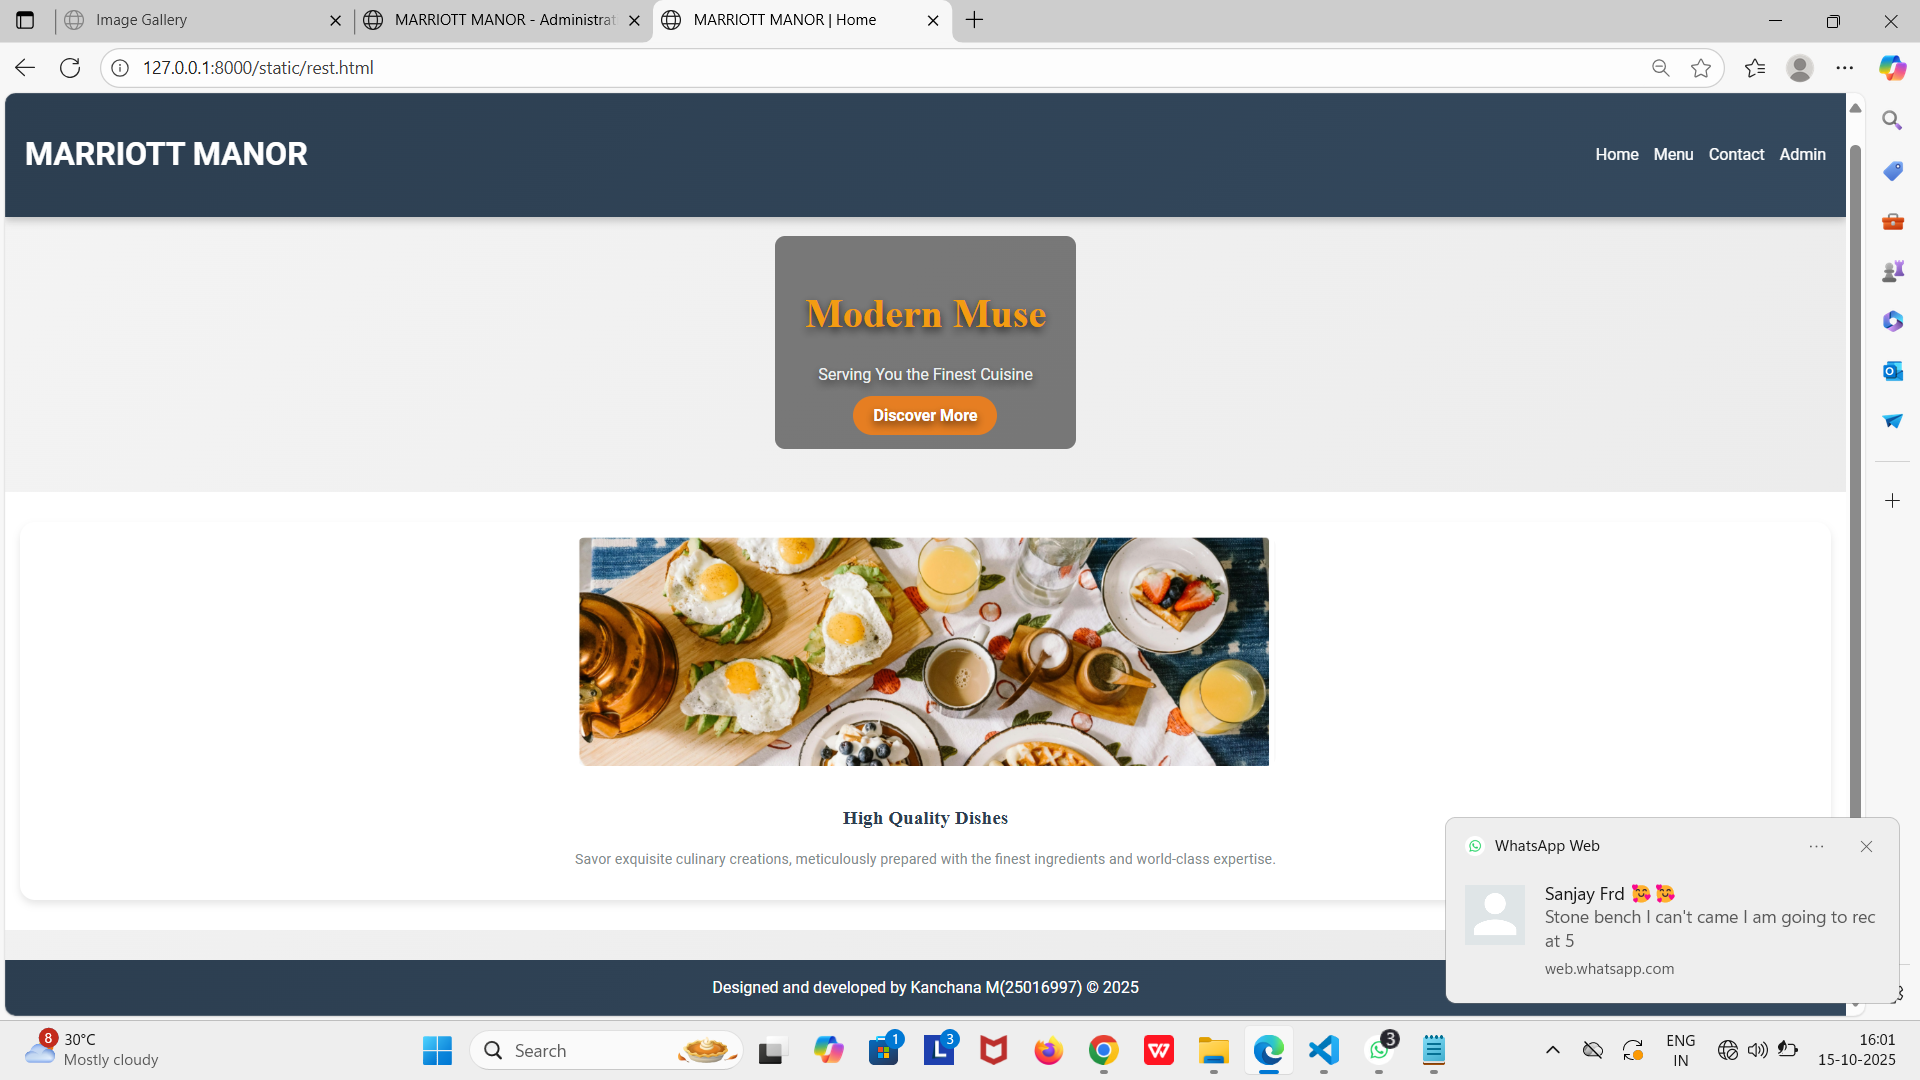 Image Gallery
MARRIOTT MANOR - Administrat
MARRIOTT MANOR | Home
127.0.0.1:8000/static/rest.html
MARRIOTT MANOR
Home Menu Contact Admin
Modern Muse
Serving You the Finest Cuisine
Discover More
High Quality Dishes
Savor exquisite culinary creations, meticulously prepared with the finest ingredients and world-class expertise.
WhatsApp Web
Sanjay Frd 🥰🥰
Stone bench I can't came I am going to rec
at 5
web.whatsapp.com
Designed and developed by Kanchana M(25016997) © 2025
8
30°C
Mostly cloudy
Search
1
3
3
ENG
IN
16:01
15-10-2025